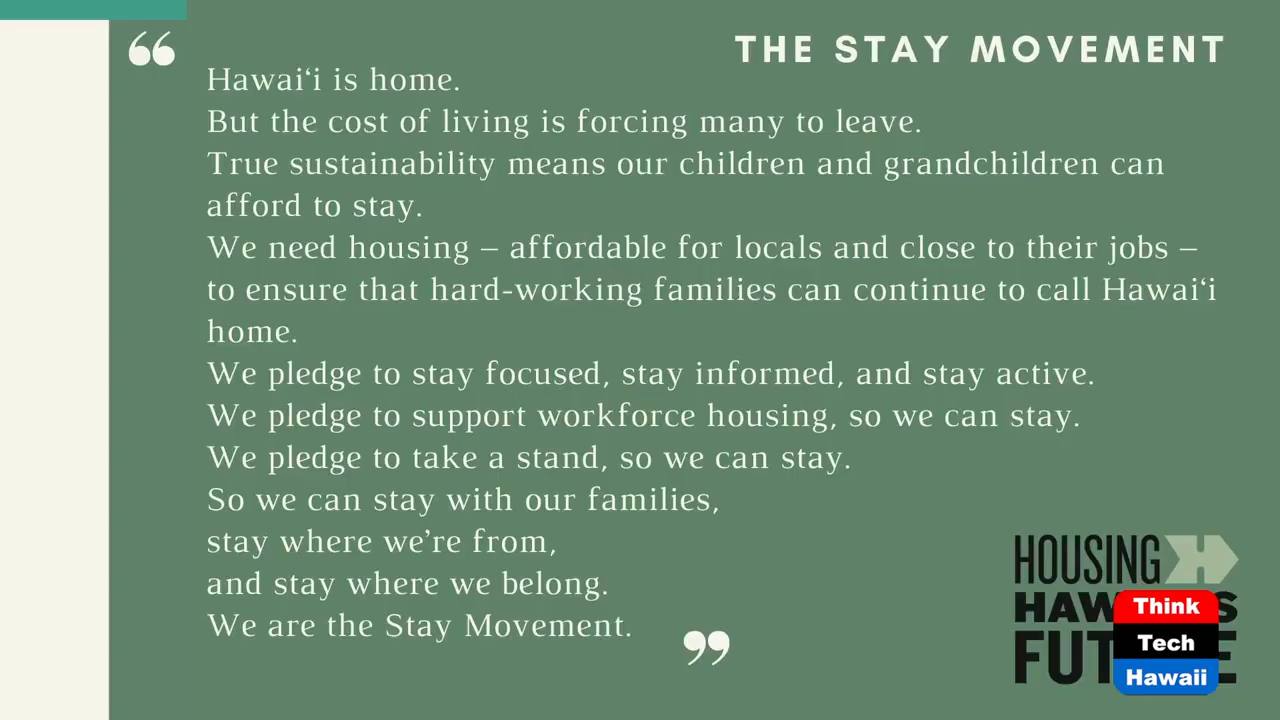 THE STAY MOVEMENT
“
Hawai‘i is home.
But the cost of living is forcing many to leave.
True sustainability means our children and grandchildren can
afford to stay.
We need housing – affordable for locals and close to their jobs –
to ensure that hard-working families can continue to call Hawai‘i
home.
We pledge to stay focused, stay informed, and stay active.
We pledge to support workforce housing, so we can stay.
We pledge to take a stand, so we can stay.
So we can stay with our families,
stay where we’re from,
and stay where we belong.
We are the Stay Movement.
”
HOUSING H
Think
Tech
Hawaii